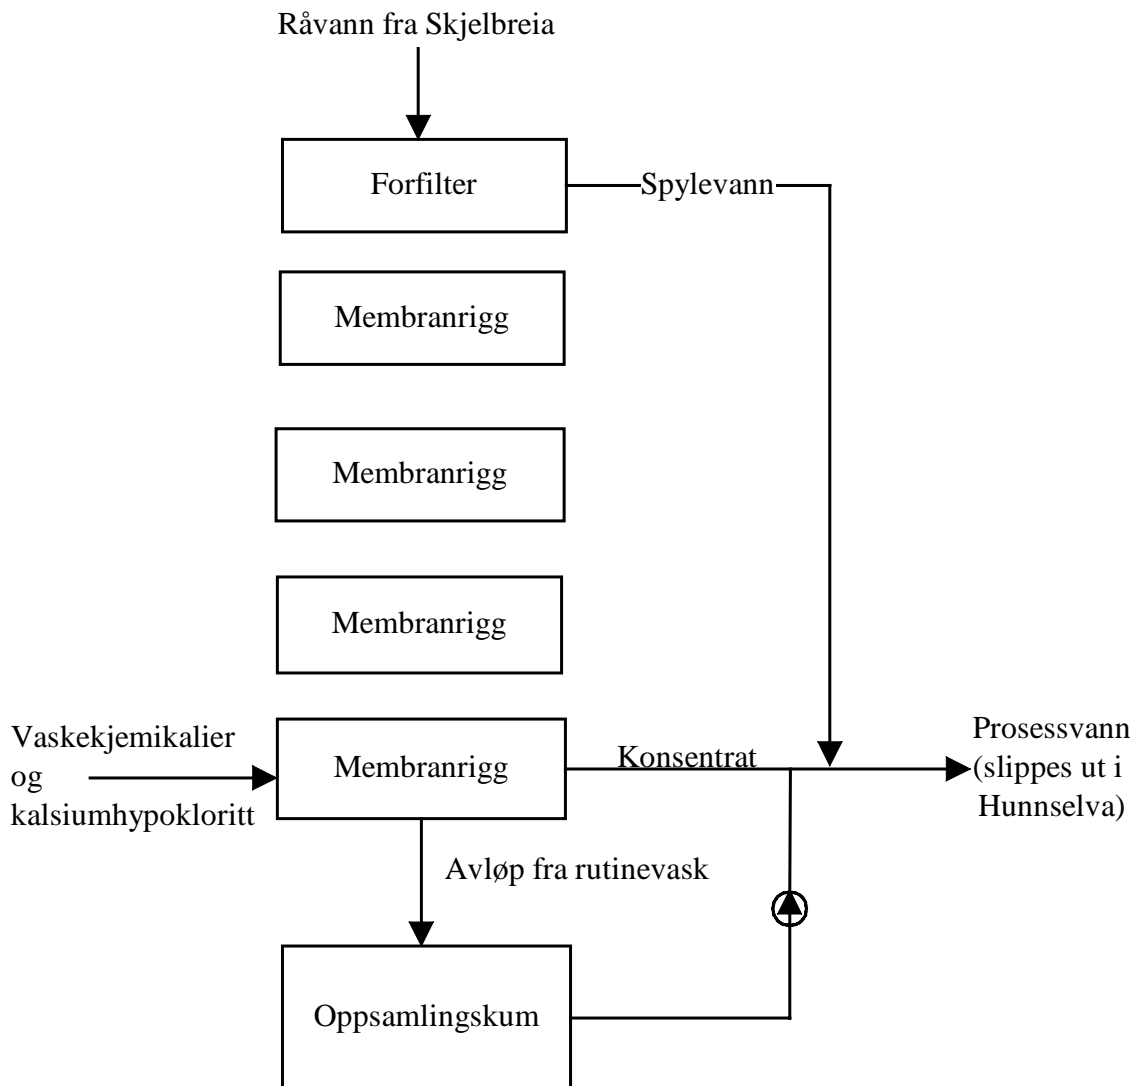 Råvann fra Skjelbreia
Forfilter
Spylevann
Membranrigg
Membranrigg
Membranrigg
Vaskekjemikalier
og
kalsiumhypokloritt
Membranrigg
Konsentrat
Prosessvann
(slippes ut i
Hunnselva)
Avløp fra rutinevask
Oppsamlingskum